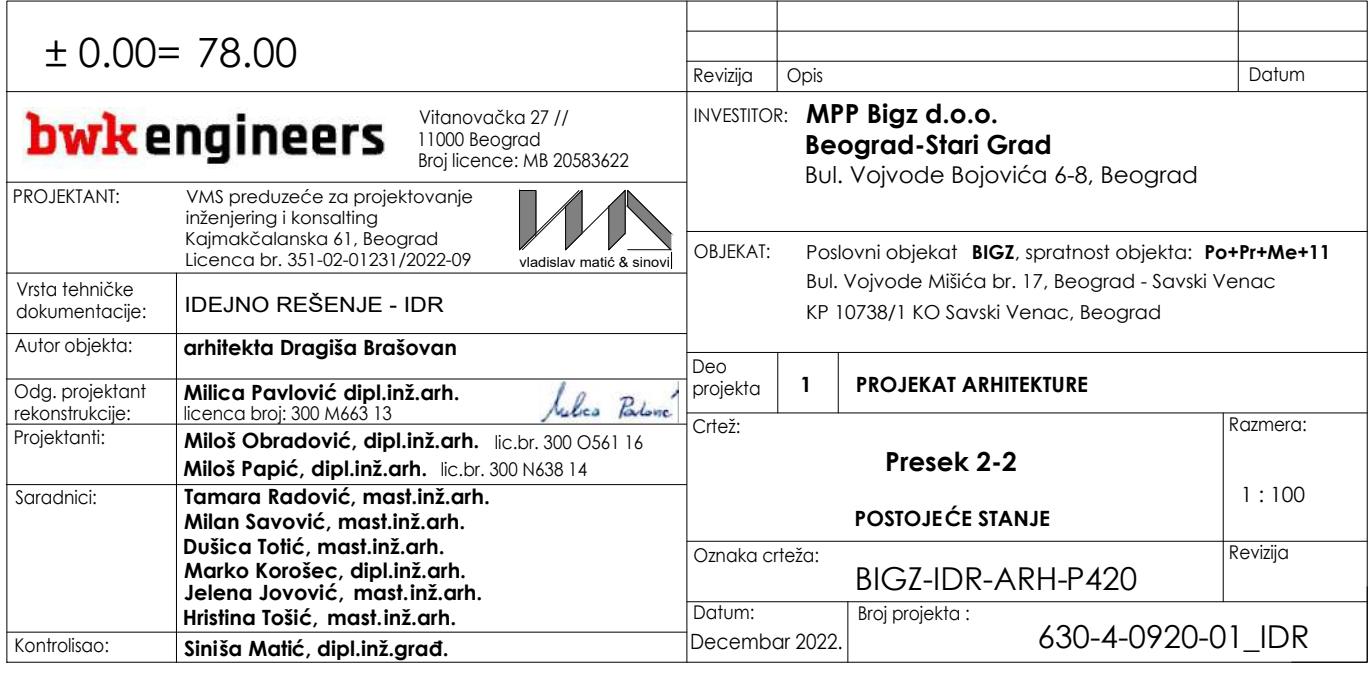 ± 0.00= 78.00
Revizija Opis Datum
bwk engineers
Vitanovačka 27 //
11000 Beograd
Broj licence: MB 20583622
INVESTITOR: MPP Bigz d.o.o.
Beograd-Stari Grad
Bul. Vojvode Bojovića 6-8, Beograd
PROJEKTANT: VMS preduzeće za projektovanje
inženjering i konsalting
Kajmakčalanska 61, Beograd
Licenca br. 351-02-01231/2022-09
vladislav matić & sinovi
OBJEKAT: Poslovni objekat BIGZ, spratnost objekta: Po+Pr+Me+11
Bul. Vojvode Mišića br. 17, Beograd - Savski Venac
KP 10738/1 KO Savski Venac, Beograd
Vrsta tehničke
dokumentacije:
IDEJNO REŠENJE - IDR
Autor objekta: arhitekta Dragiša Brašovan
Deo
projekta
1 PROJEKAT ARHITEKTURE
Odg. projektant
rekonstrukcije:
Milica Pavlović dipl.inž.arh.
licenca broj: 300 M663 13
Projektanti: Miloš Obradović, dipl.inž.arh. lic.br. 300 O561 16
Miloš Papić, dipl.inž.arh. lic.br. 300 N638 14
Crtež:
Presek 2-2
POSTOJEĆE STANJE
Razmera:
1 : 100
Saradnici: Tamara Radović, mast.inž.arh.
Milan Savović, mast.inž.arh.
Dušica Totić, mast.inž.arh.
Marko Korošec, dipl.inž.arh.
Jelena Jovović, mast.inž.arh.
Hristina Tošić, mast.inž.arh.
Oznaka crteža:
BIGZ-IDR-ARH-P420
Revizija
Datum:
Decembar 2022.
Broj projekta :
630-4-0920-01_IDR
Kontrolisao: Siniša Matić, dipl.inž.građ.